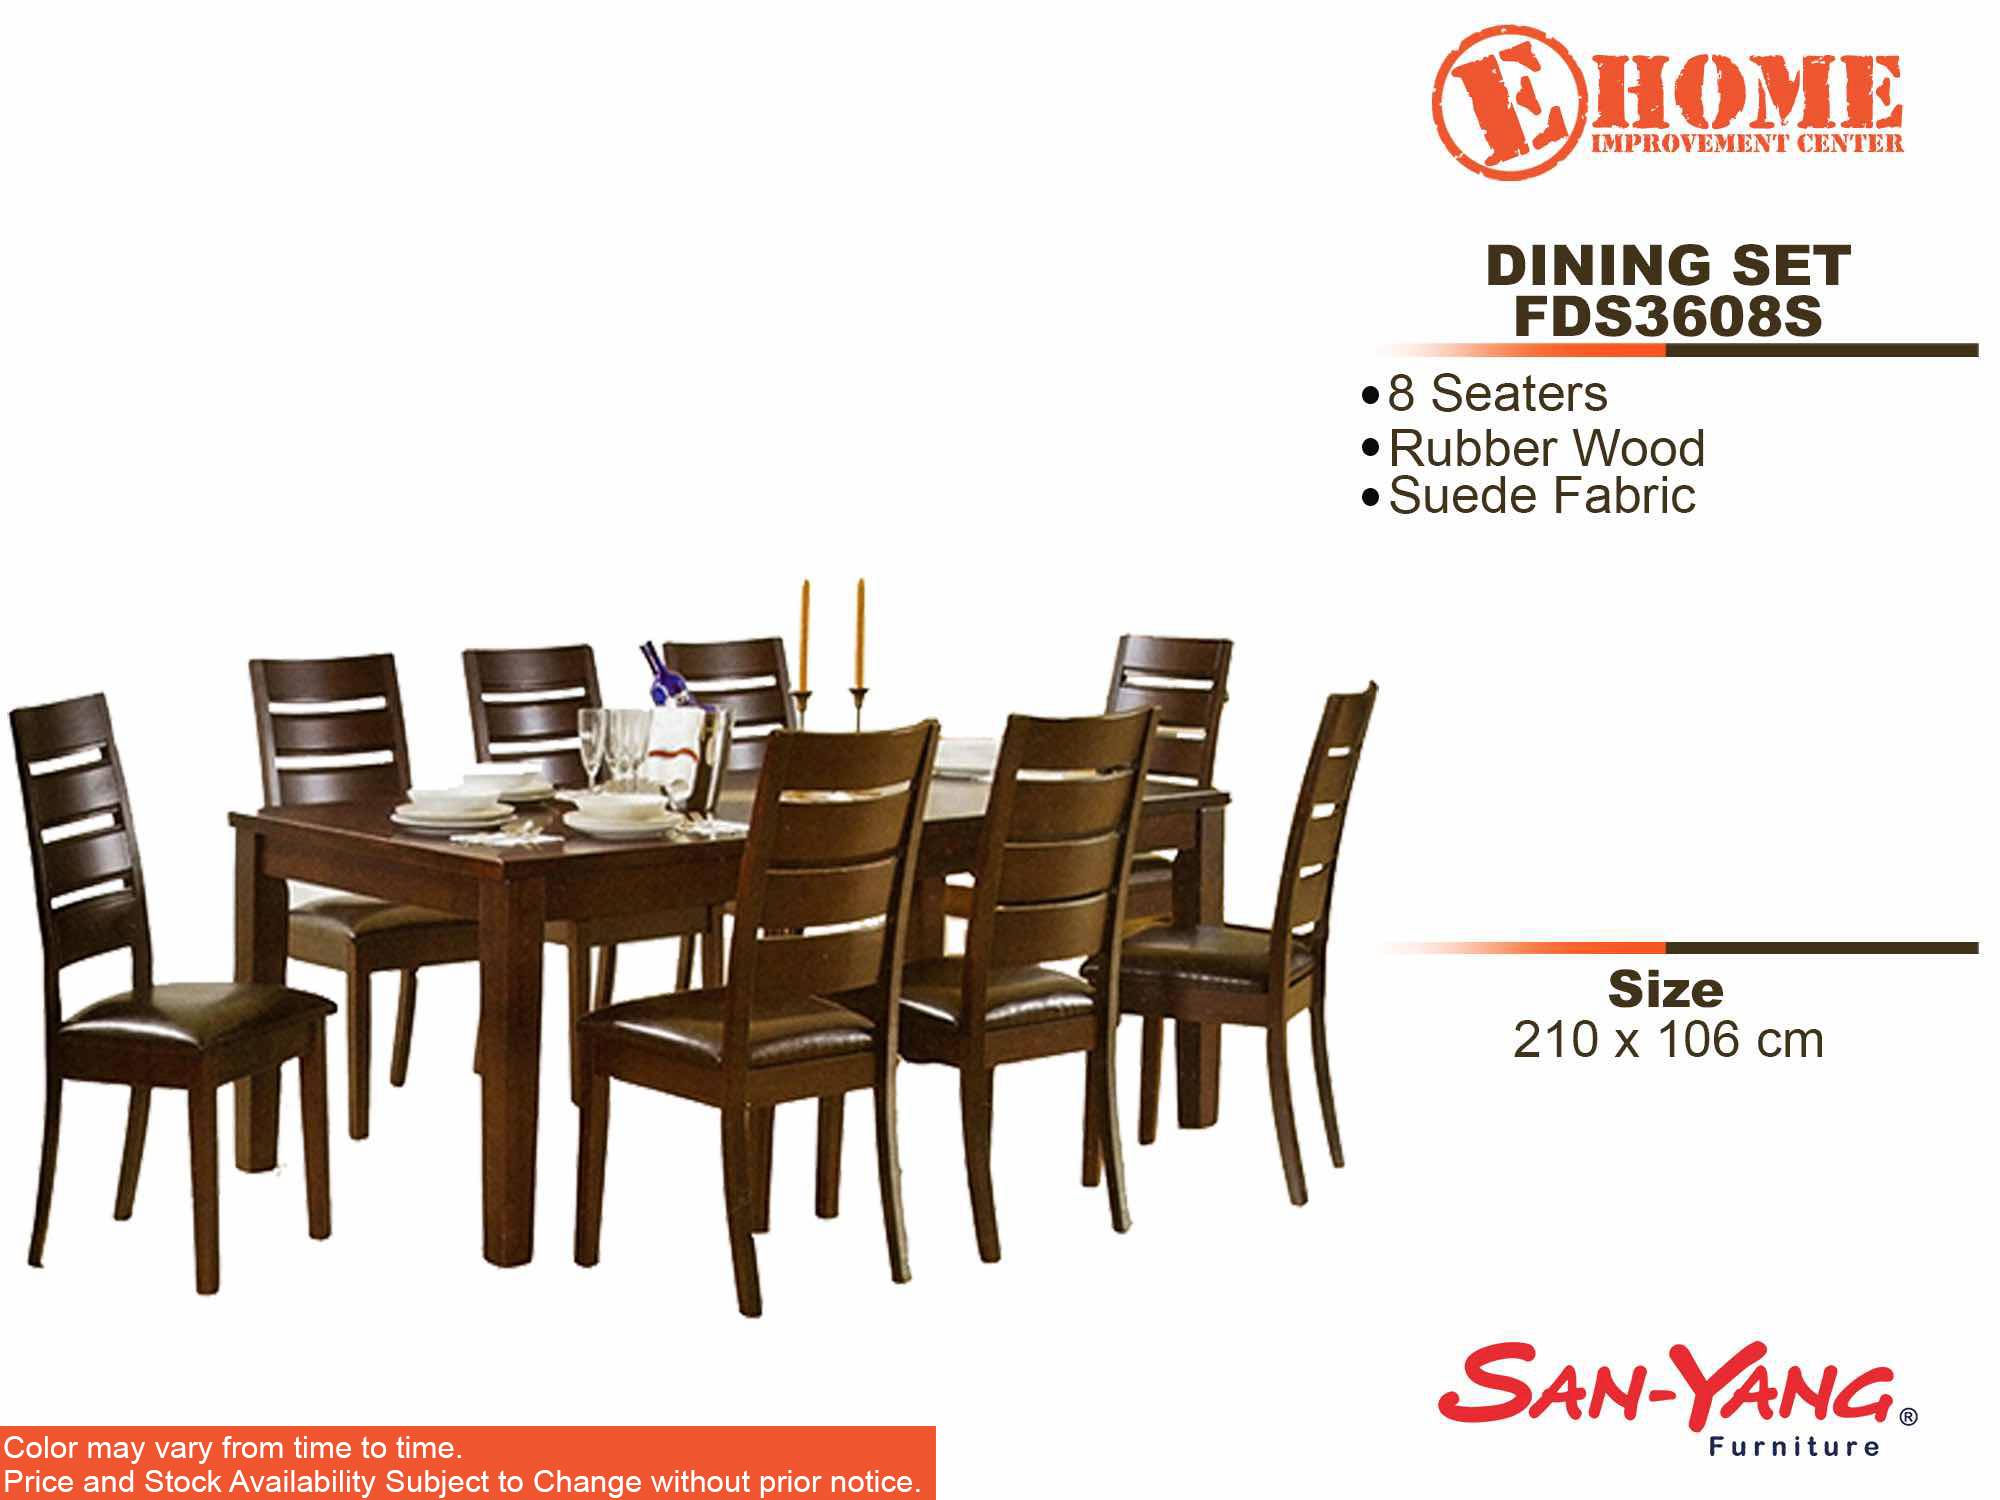 E HOME
IMPROVEMENT CENTER
DINING SET
FDS3608S
•8 Seaters
•Rubber Wood
•Suede Fabric
Size
210 x 106 cm
SAN-YANG®
Furniture
Color may vary from time to time.
Price and Stock Availability Subject to Change without prior notice.